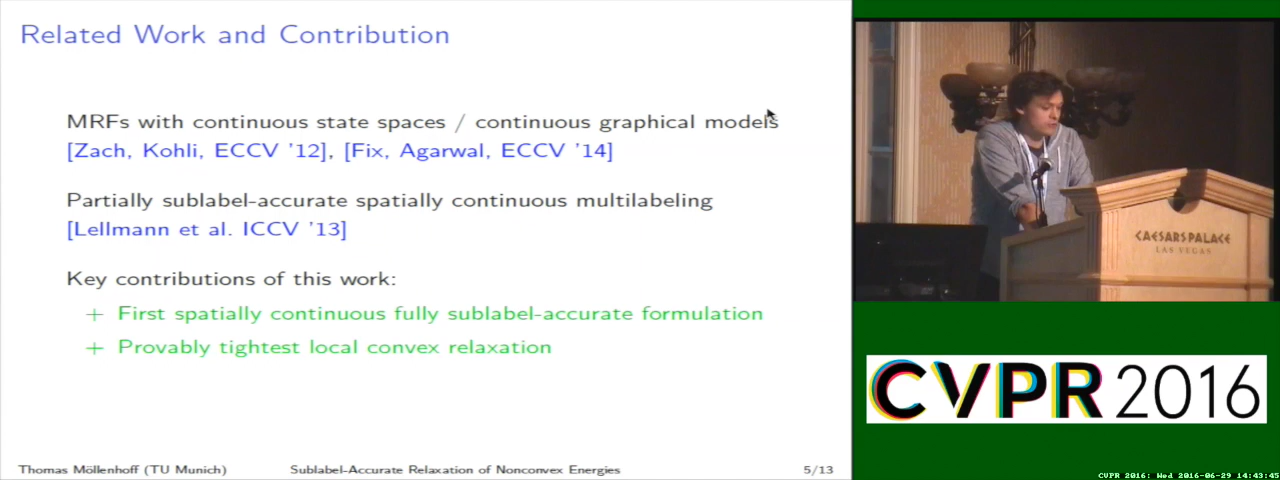 Related Work and Contribution
MRFs with continuous state spaces / continuous graphical models
[Zach, Kohli, ECCV '12], [Fix, Agarwal, ECCV '14]
Partially sublabel-accurate spatially continuous multilabeling
[Lellmann et al. ICCV '13]
Key contributions of this work:
+ First spatially continuous fully sublabel-accurate formulation
+ Provably tightest local convex relaxation
Thomas Möllenhoff (TU Munich) Sublabel-Accurate Relaxation of Nonconvex Energies 5/13
CAESARS PALACE
LAS VEGAS
CVPR 2016
CVPR 2016: Wed 2016-06-29 14:43:45